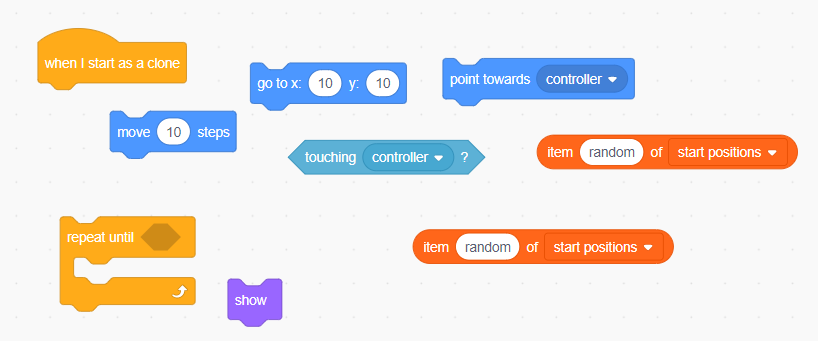 when I start as a clone
go to x: 10 y: 10
point towards controller
move 10 steps
touching controller ?
item random of start positions
repeat until
item random of start positions
show